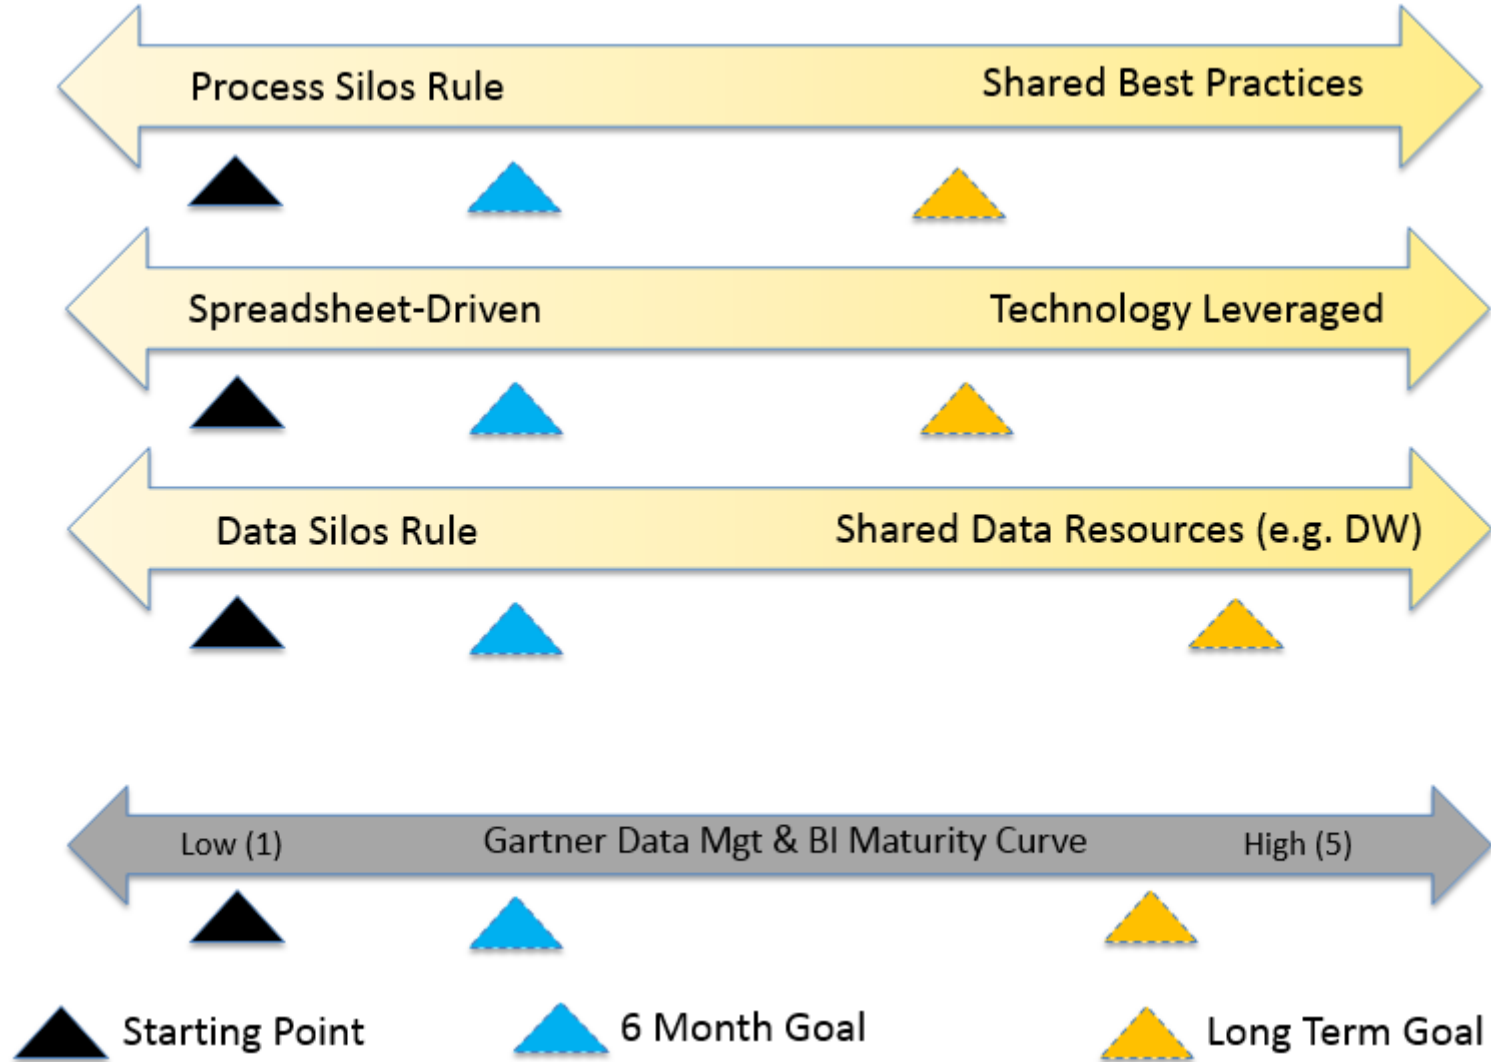 Process Silos Rule
Shared Best Practices
Spreadsheet-Driven
Technology Leveraged
Data Silos Rule
Shared Data Resources (e.g. DW)
Low (1)
Gartner Data Mgt & BI Maturity Curve
High (5)
Starting Point
6 Month Goal
Long Term Goal